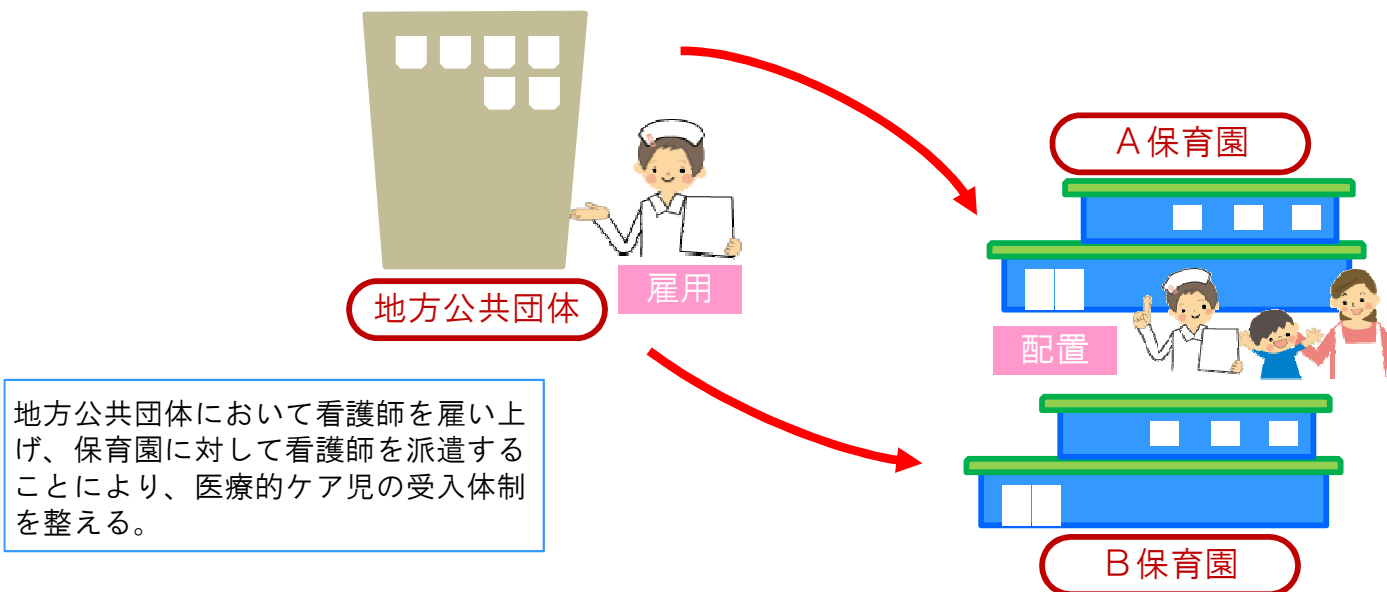 A保育園
雇用
地方公共団体
配置
地方公共団体において看護師を雇い上
げ、保育園に対して看護師を派遣する
ことにより、医療的ケア児の受入体制
を整える。
B保育園